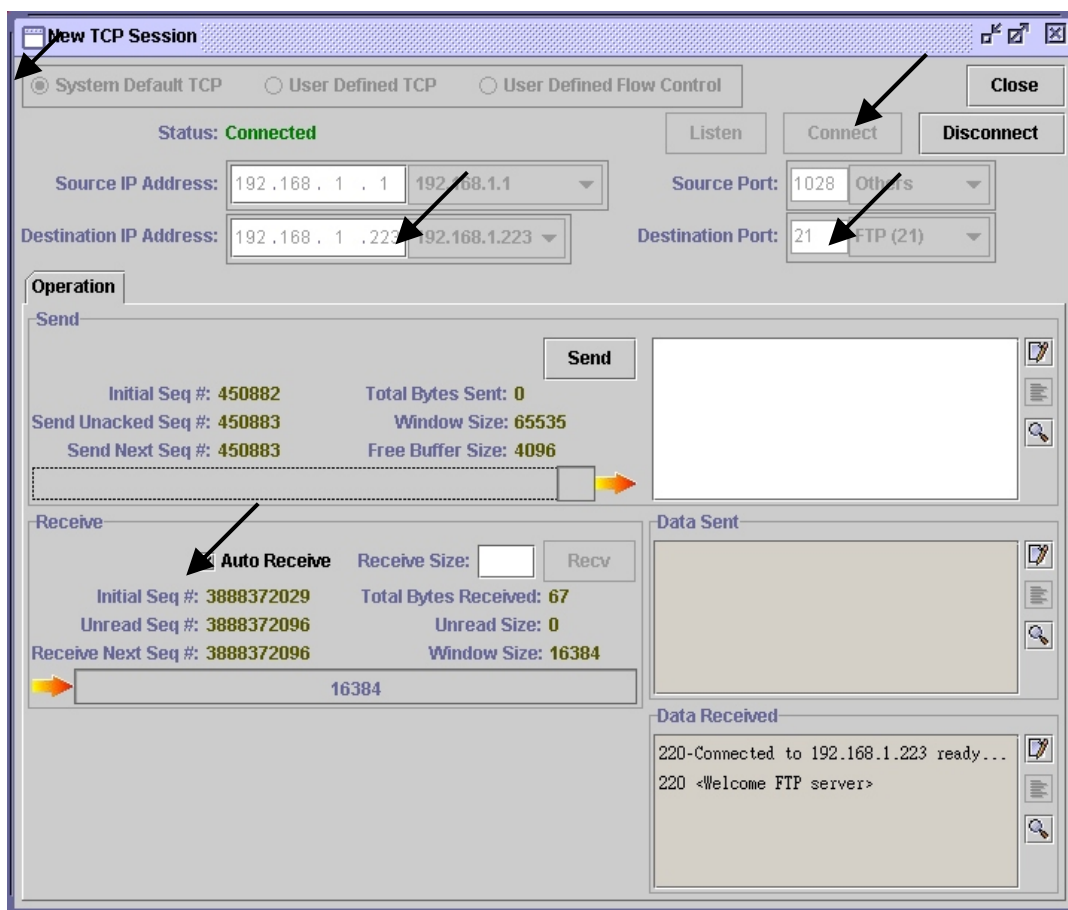 New TCP Session
System Default TCP User Defined TCP User Defined Flow Control Close
Status: Connected Listen Connect Disconnect
Source IP Address: 192.168. 1 . 1 192.168.1.1 Source Port: 1028 Others
Destination IP Address: 192.168. 1 .223 192.168.1.223 Destination Port: 21 FTP (21)
Operation
Send
Send
Initial Seq #: 450882 Total Bytes Sent: 0
Send Unacked Seq #: 450883 Window Size: 65535
Send Next Seq #: 450883 Free Buffer Size: 4096
Receive
Auto Receive Receive Size: Recv
Initial Seq #: 3888372029 Total Bytes Received: 67
Unread Seq #: 3888372096 Unread Size: 0
Receive Next Seq #: 3888372096 Window Size: 16384
16384
Data Sent
Data Received
220-Connected to 192.168.1.223 ready...
220 <Welcome FTP server>